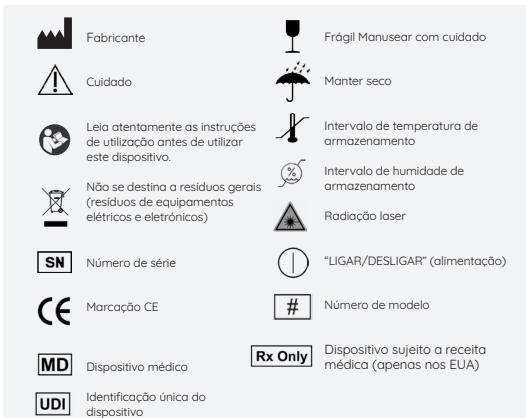 Fabricante
Cuidado
Leia atentamente as instruções
de utilização antes de utilizar
este dispositivo.
Não se destina a resíduos gerais
(resíduos de equipamentos
elétricos e eletrónicos)
SN Número de série
CE Marcação CE
MD Dispositivo médico
UDI Identificação única do
dispositivo
Frágil Manusear com cuidado
Manter seco
Intervalo de temperatura de
armazenamento
%
Intervalo de humidade de
armazenamento
Radiação laser
“LIGAR/DESLIGAR” (alimentação)
# Número de modelo
Rx Only Dispositivo sujeito a receita
médica (apenas nos EUA)